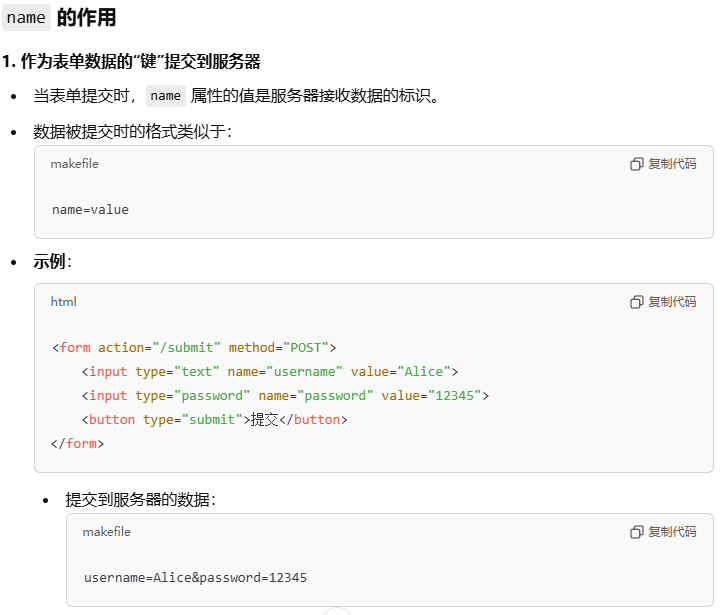 name 的作用
1. 作为表单数据的“键”提交到服务器
• 当表单提交时，name 属性的值是服务器接收数据的标识。
• 数据被提交时的格式类似于：
makefile 复制代码
name=value
• 示例：
html 复制代码
<form action="/submit" method="POST">
    <input type="text" name="username" value="Alice">
    <input type="password" name="password" value="12345">
    <button type="submit">提交</button>
</form>
• 提交到服务器的数据：
makefile 复制代码
username=Alice&password=12345